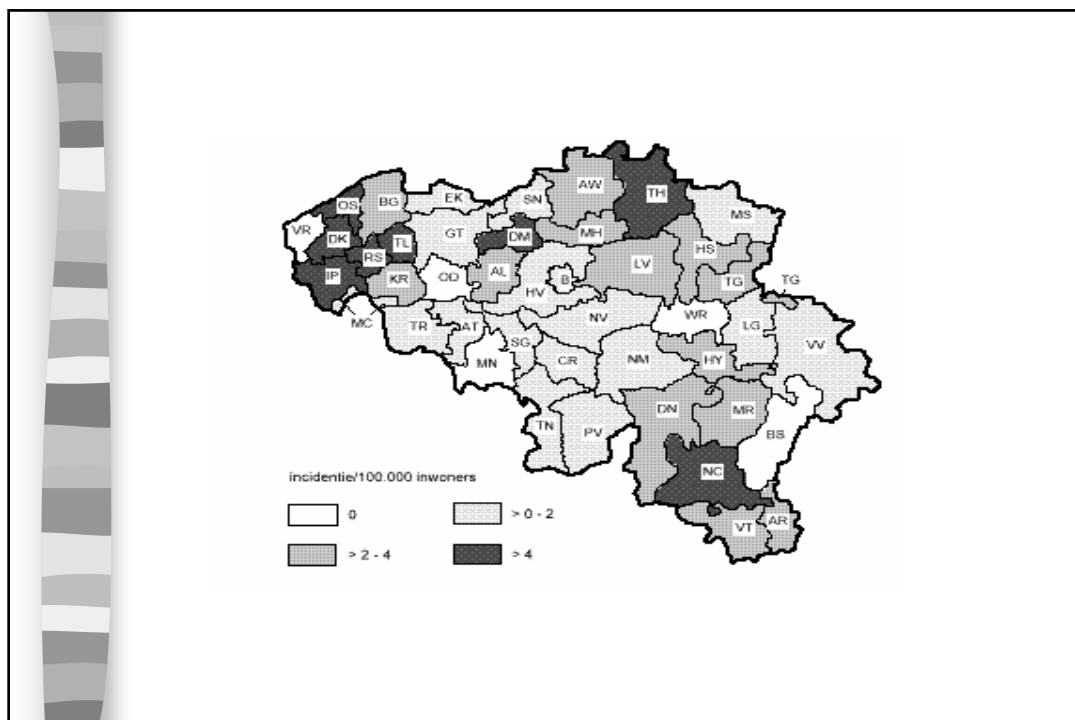 AW
TH
EK
SN
OS
BG
MS
VR
GT
DM
MH
DK
TL
HS
RS
LV
IP
KR
OD
AL
B
TG
TG
HV
MC
TR
AT
NV
WR
LG
SG
VV
MN
CR
NM
HY
DN
MR
TN
PV
BS
NC
incidentie/100.000 inwoners
0
> 0 - 2
> 2 - 4
> 4
VT
AR